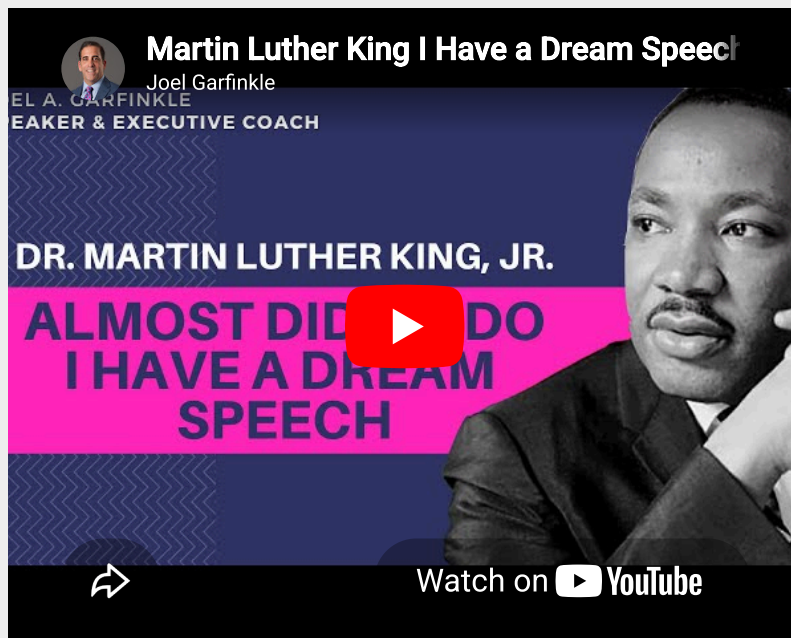 Martin Luther King I Have a Dream Speech
Joel Garfinkle
EL A. GARFINKLE
EAKER & EXECUTIVE COACH
DR. MARTIN LUTHER KING, JR.
ALMOST DID DO
I HAVE A DREAM
SPEECH
Watch on YouTube